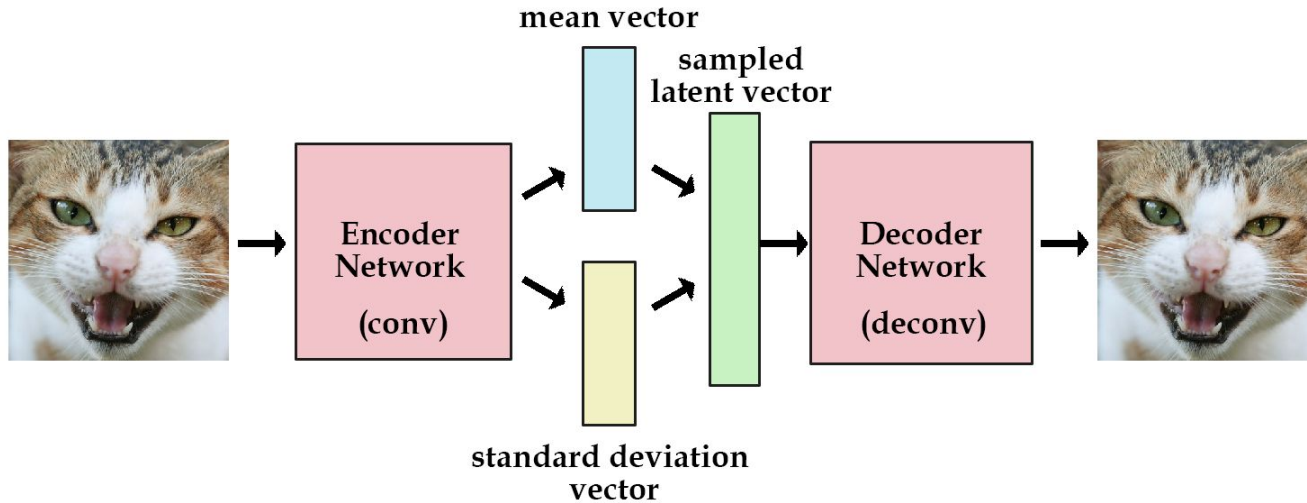 mean vector
sampled
latent vector
Encoder
Network
(conv)
Decoder
Network
(deconv)
standard deviation
vector